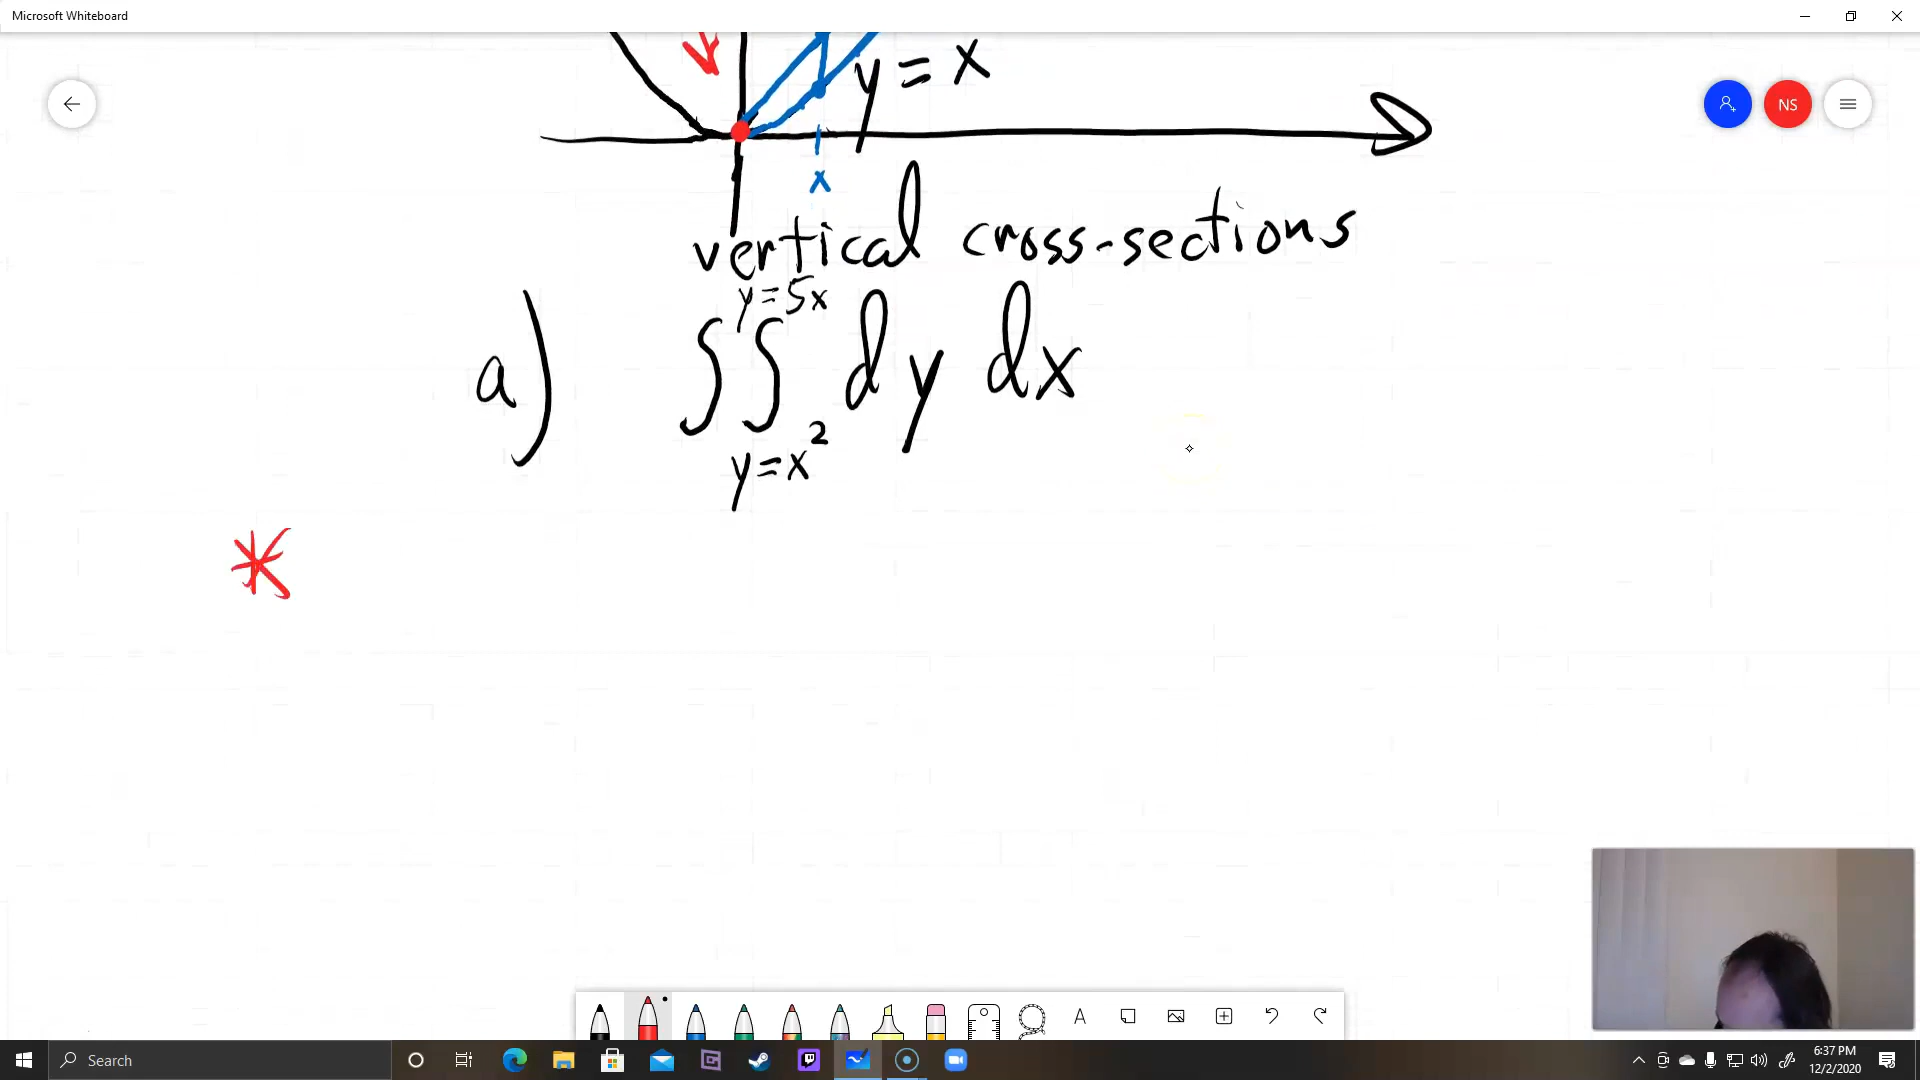 Microsoft Whiteboard
NS
y = x
x
vertical cross-sections
y=5x
a) ∫∫ dy dx
y=x²
*
A
Search
6:37 PM
12/2/2020